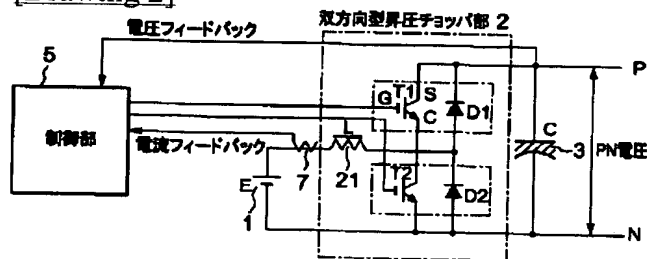 双方向型昇圧チョッパ部 2
電圧フィードバック
5
制御部
電流フィードバック
G
T1
S
C
D1
P
C
3
PN電圧
E
1
7
21
T2
D2
N